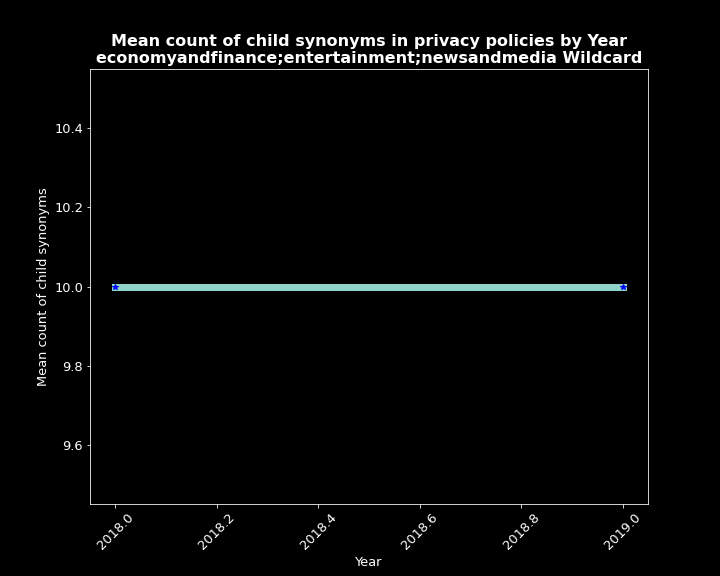 Mean count of child synonyms in privacy policies by Year
economyandfinance;entertainment;newsandmedia Wildcard
Mean count of child synonyms
10.4
10.2
10.0
9.8
9.6
2018.0
2018.2
2018.4
2018.6
2018.8
2019.0
Year